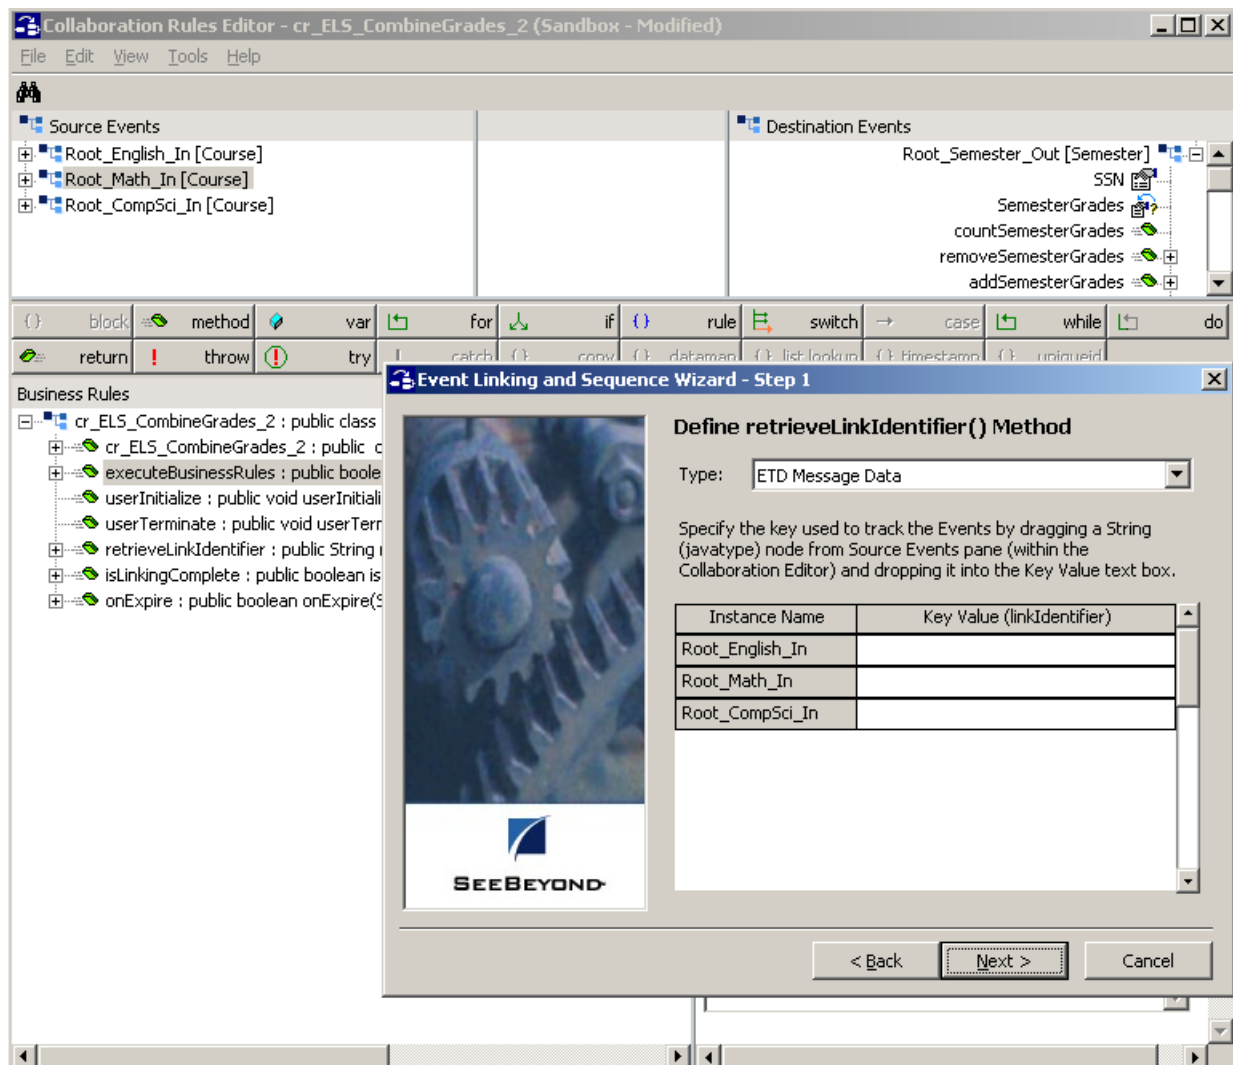 Collaboration Rules Editor - cr_ELS_CombineGrades_2 (Sandbox - Modified)
File Edit View Tools Help
Source Events
Root_English_In [Course]
Root_Math_In [Course]
Root_CompSci_In [Course]
Destination Events
Root_Semester_Out [Semester]
SSN
SemesterGrades
countSemesterGrades
removeSemesterGrades
addSemesterGrades
{} block method var for if {} rule switch case while do
return throw try catch {} copy {} datamap {} list lookup {} timestamp {} uniqueid
Business Rules
cr_ELS_CombineGrades_2 : public class
cr_ELS_CombineGrades_2 : public c
executeBusinessRules : public boole
userInitialize : public void userInitiali
userTerminate : public void userTerr
retrieveLinkIdentifier : public String
isLinkingComplete : public boolean is
onExpire : public boolean onExpire(S
Event Linking and Sequence Wizard - Step 1
Define retrieveLinkIdentifier() Method
Type: ETD Message Data
Specify the key used to track the Events by dragging a String
(javatype) node from Source Events pane (within the
Collaboration Editor) and dropping it into the Key Value text box.
Instance Name Key Value (linkIdentifier)
Root_English_In
Root_Math_In
Root_CompSci_In
SEEBEYOND
< Back Next > Cancel